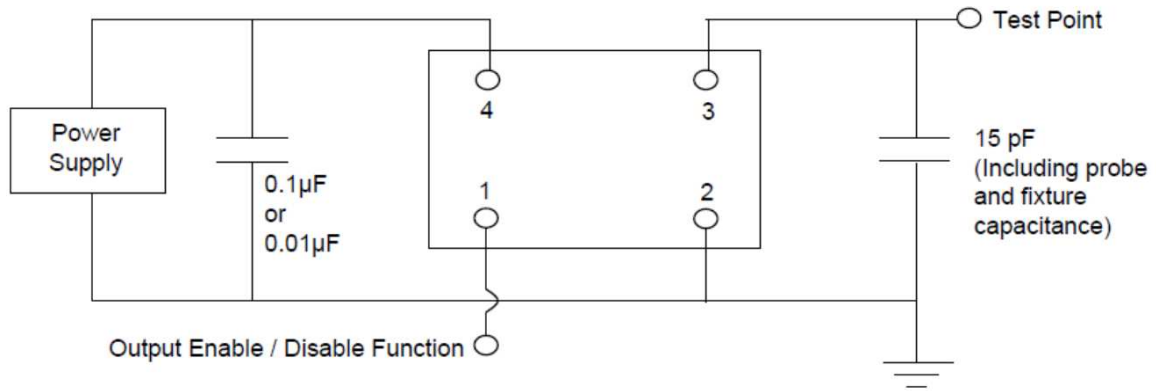 Test Point
4
3
Power
Supply
15 pF
(Including probe
and fixture
capacitance)
0.1µF
or
0.01µF
1
2
Output Enable / Disable Function